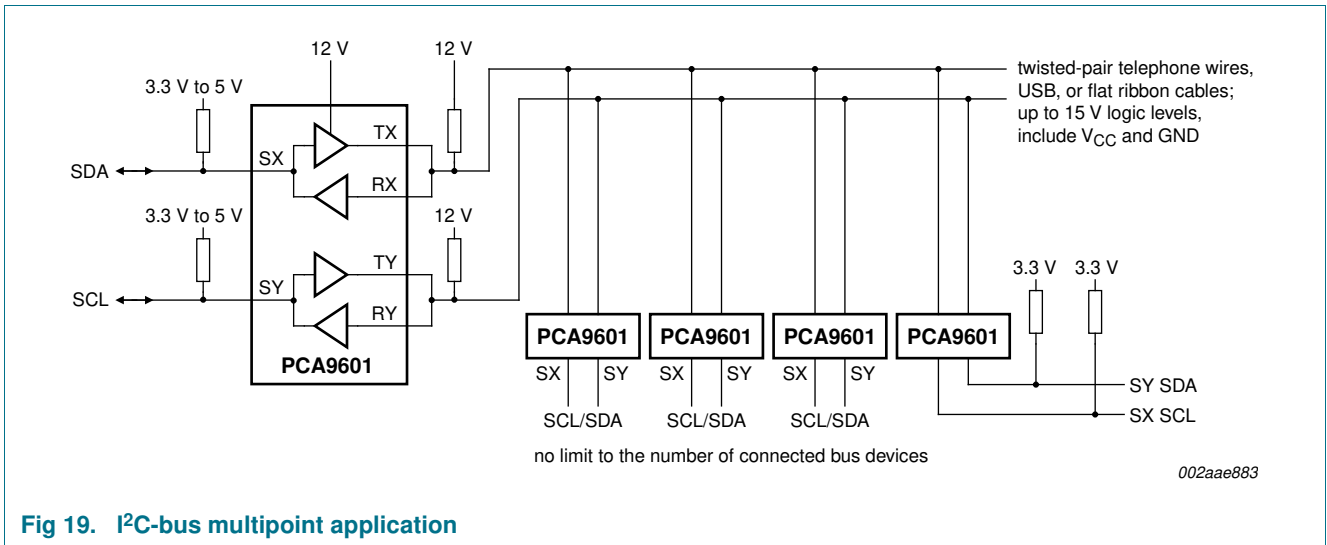 12 V
12 V
3.3 V to 5 V
TX
SX
SDA
RX
3.3 V to 5 V
12 V
TY
SY
SCL
RY
PCA9601
twisted-pair telephone wires,
USB, or flat ribbon cables;
up to 15 V logic levels,
include VCC and GND
3.3 V 3.3 V
PCA9601 PCA9601 PCA9601 PCA9601
SX SY SX SY SX SY
SY SDA
SX SCL
SCL/SDA SCL/SDA SCL/SDA
no limit to the number of connected bus devices
002aae883
Fig 19. I²C-bus multipoint application